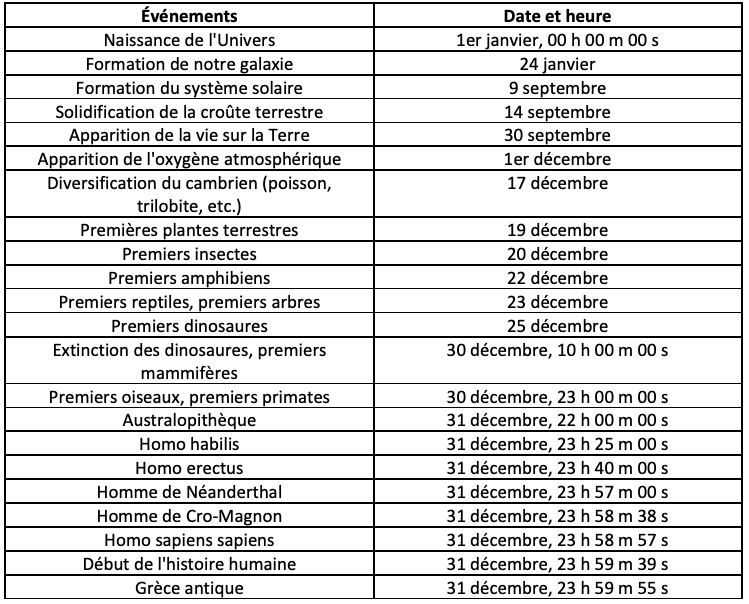 Événements Date et heure
Naissance de l'Univers 1er janvier, 00 h 00 m 00 s
Formation de notre galaxie 24 janvier
Formation du système solaire 9 septembre
Solidification de la croûte terrestre 14 septembre
Apparition de la vie sur la Terre 30 septembre
Apparition de l'oxygène atmosphérique 1er décembre
Diversification du cambrien (poisson, 17 décembre
trilobite, etc.)
Premières plantes terrestres 19 décembre
Premiers insectes 20 décembre
Premiers amphibiens 22 décembre
Premiers reptiles, premiers arbres 23 décembre
Premiers dinosaures 25 décembre
Extinction des dinosaures, premiers 30 décembre, 10 h 00 m 00 s
mammifères
Premiers oiseaux, premiers primates 30 décembre, 23 h 00 m 00 s
Australopithèque 31 décembre, 22 h 00 m 00 s
Homo habilis 31 décembre, 23 h 25 m 00 s
Homo erectus 31 décembre, 23 h 40 m 00 s
Homme de Néanderthal 31 décembre, 23 h 57 m 00 s
Homme de Cro-Magnon 31 décembre, 23 h 58 m 38 s
Homo sapiens sapiens 31 décembre, 23 h 58 m 57 s
Début de l'histoire humaine 31 décembre, 23 h 59 m 39 s
Grèce antique 31 décembre, 23 h 59 m 55 s